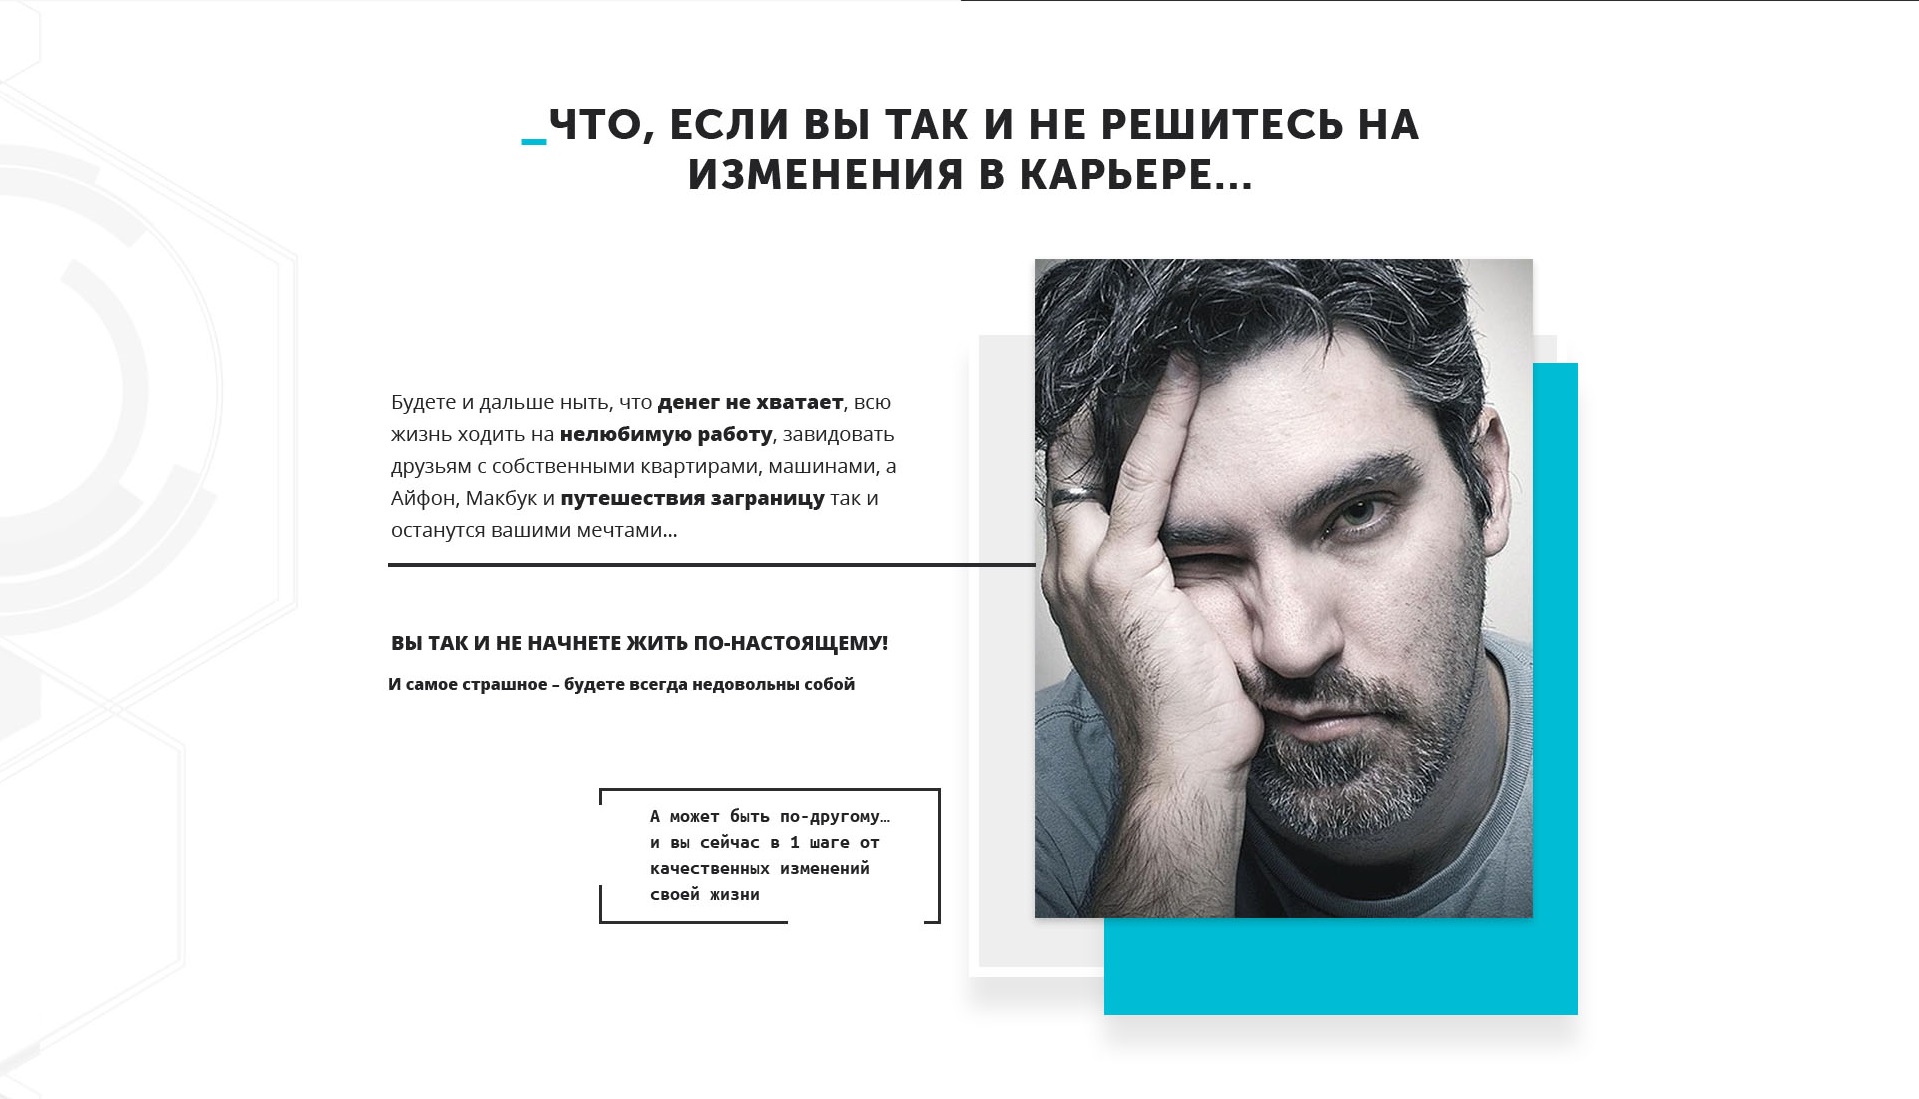 _ЧТО, ЕСЛИ ВЫ ТАК И НЕ РЕШИТЕСЬ НА
ИЗМЕНЕНИЯ В КАРЬЕРЕ...
Будете и дальше ныть, что денег не хватает, всю
жизнь ходить на нелюбимую работу, завидовать
друзьям с собственными квартирами, машинами, а
Айфон, Макбук и путешествия заграницу так и
останутся вашими мечтами...
ВЫ ТАК И НЕ НАЧНЕТЕ ЖИТЬ ПО-НАСТОЯЩЕМУ!
И самое страшное – будете всегда недовольны собой
А может быть по-другому…
и вы сейчас в 1 шаге от
качественных изменений
своей жизни